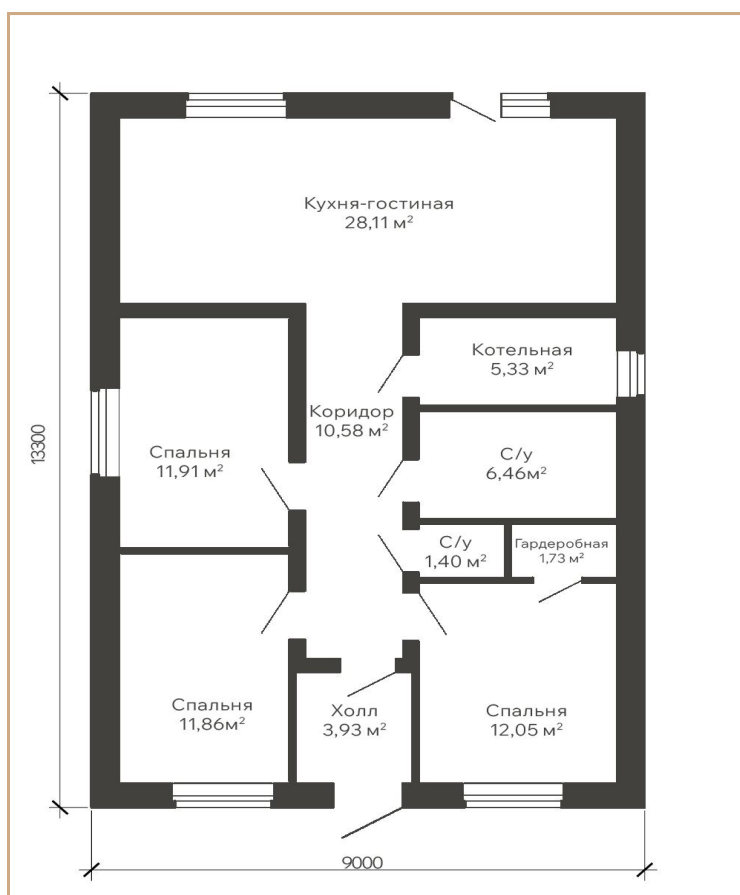 Кухня-гостиная
28,11 м²
Котельная
5,33 м²
Коридор
10,58 м²
Спальня
11,91 м²
С/у
6,46м²
С/у
1,40 м²
Гардеробная
1,73 м²
Спальня
11,86м²
Холл
3,93 м²
Спальня
12,05 м²
13300
9000